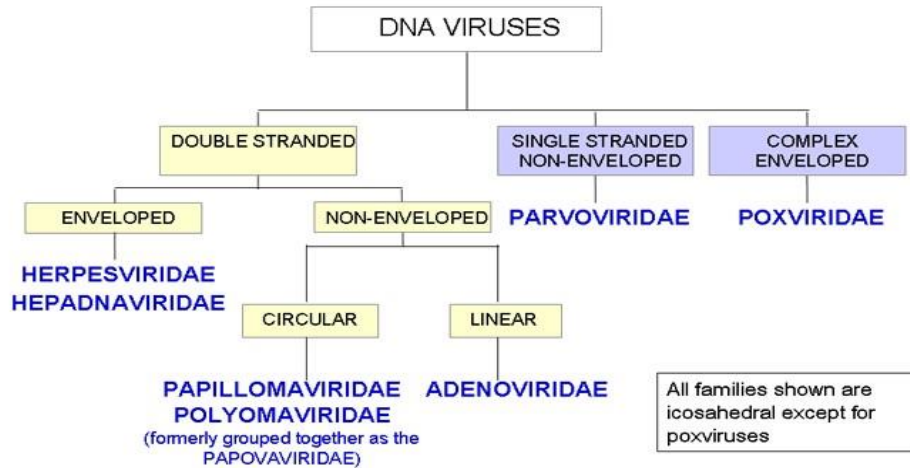 DNA VIRUSES
DOUBLE STRANDED
SINGLE STRANDED
NON-ENVELOPED
COMPLEX
ENVELOPED
ENVELOPED
NON-ENVELOPED
PARVOVIRIDAE
POXVIRIDAE
HERPESVIRIDAE
HEPADNAVIRIDAE
CIRCULAR
LINEAR
PAPILLOMAVIRIDAE
POLYOMAVIRIDAE
(formerly grouped together as the
PAPOVAVIRIDAE)
ADENOVIRIDAE
All families shown are
icosahedral except for
poxviruses